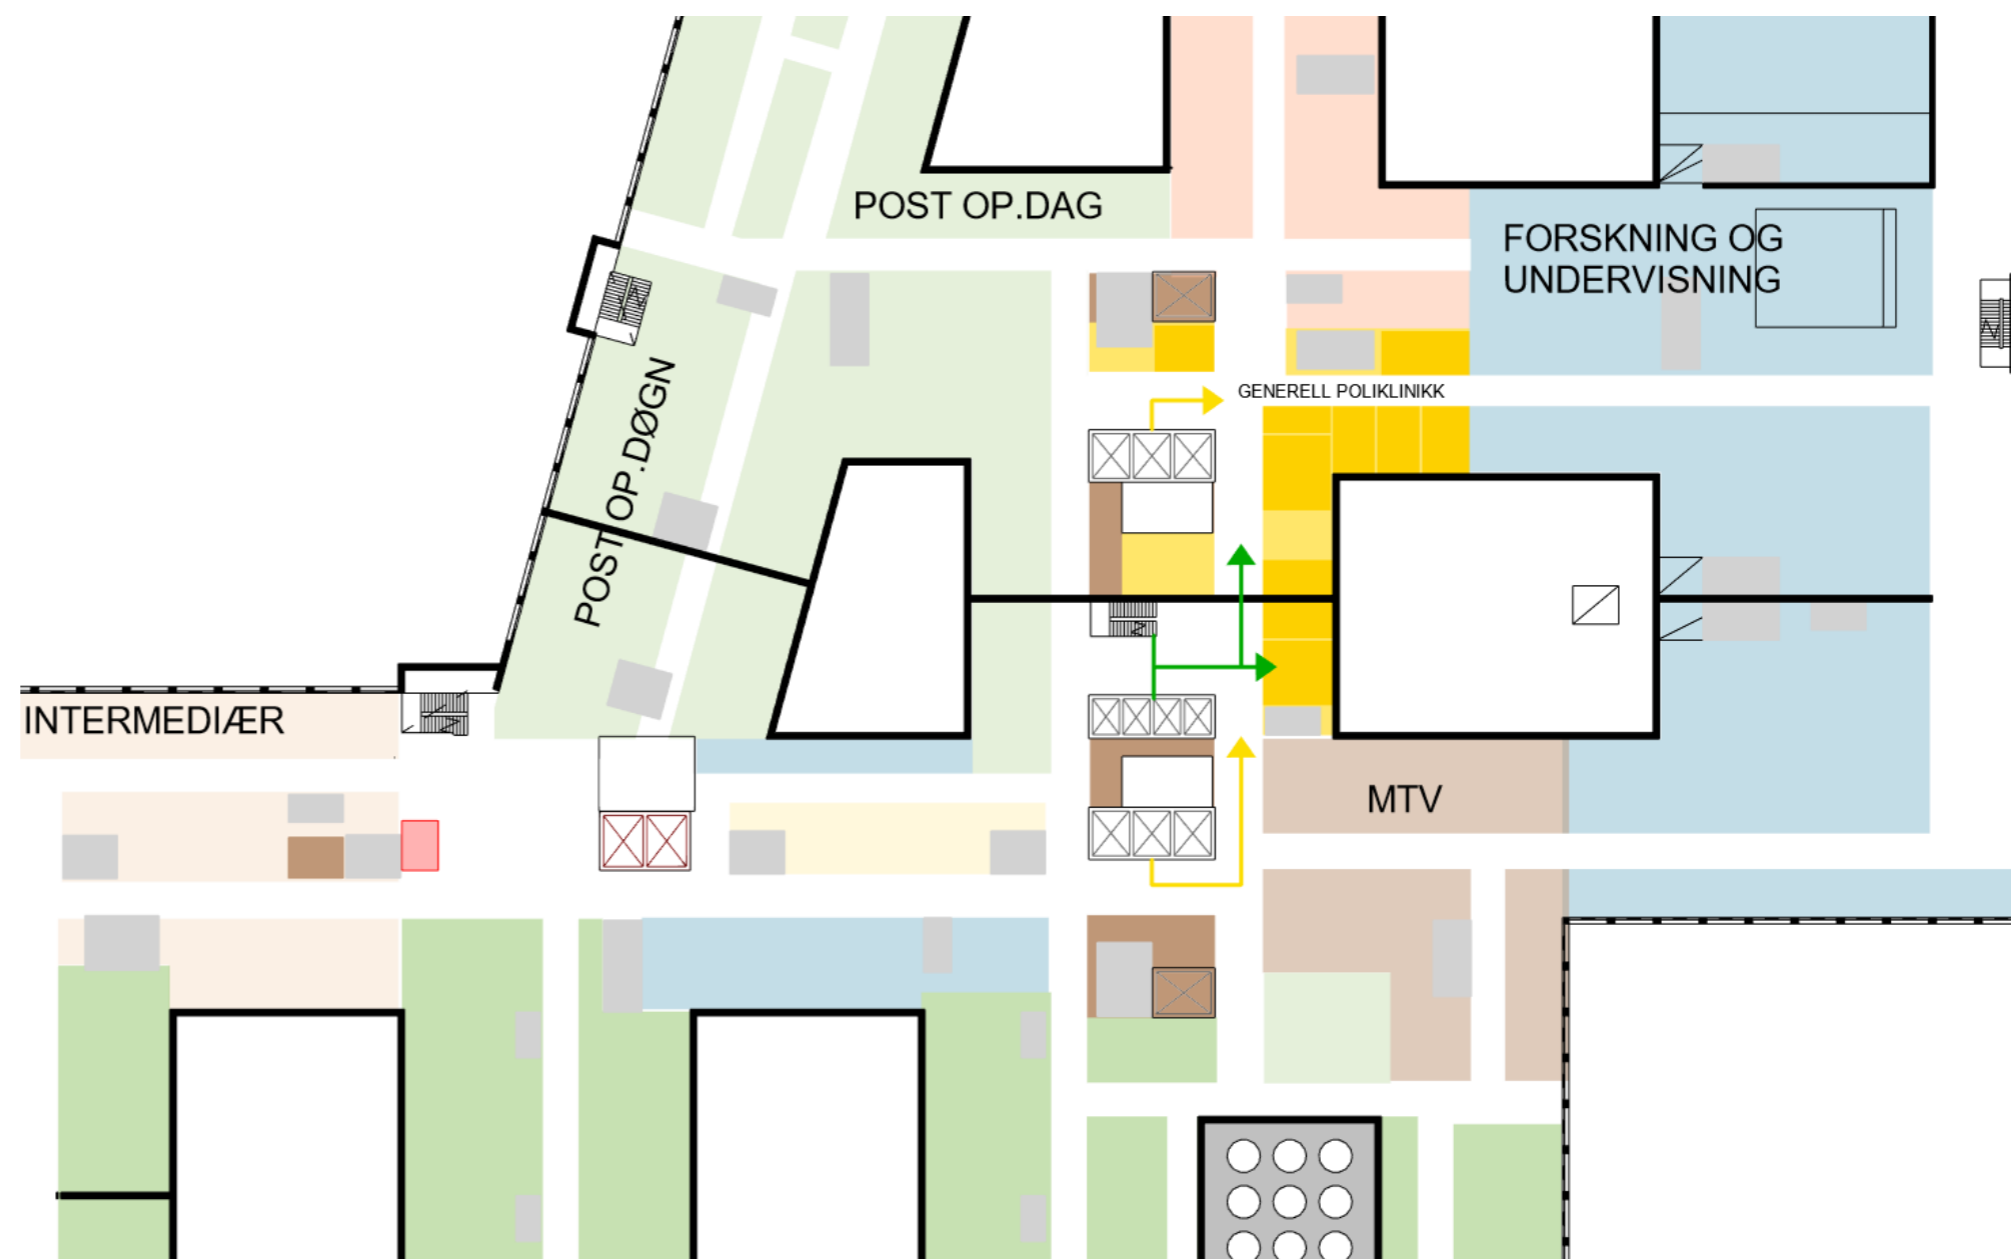 POST OP.DAG
FORSKNING OG
UNDERVISNING
GENERELL POLIKLINIKK
POST OP.DØGN
INTERMEDIÆR
MTV